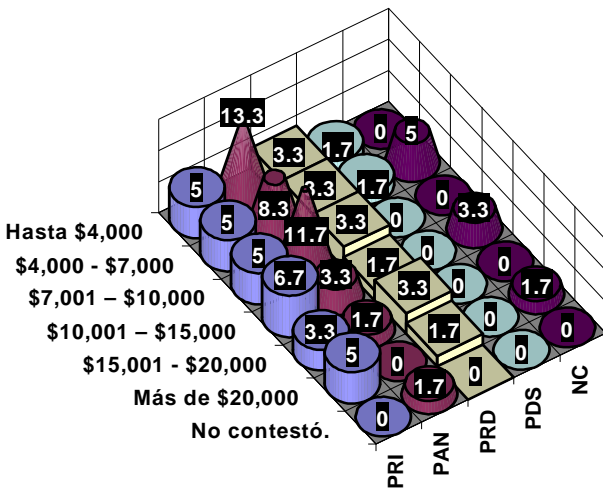 13.3
5 3.3 1.7 0
5 8.3 3.3 1.7 5
5 11.7 3.3 0 0
6.7 3.3 1.7 0 3.3
3.3 1.7 3.3 0 0
5 0 1.7 0 1.7
0 1.7 0 0 0
Hasta $4,000
$4,000 - $7,000
$7,001 – $10,000
$10,001 – $15,000
$15,001 - $20,000
Más de $20,000
No contestó.
PRI
PAN
PRD
PDS
NC